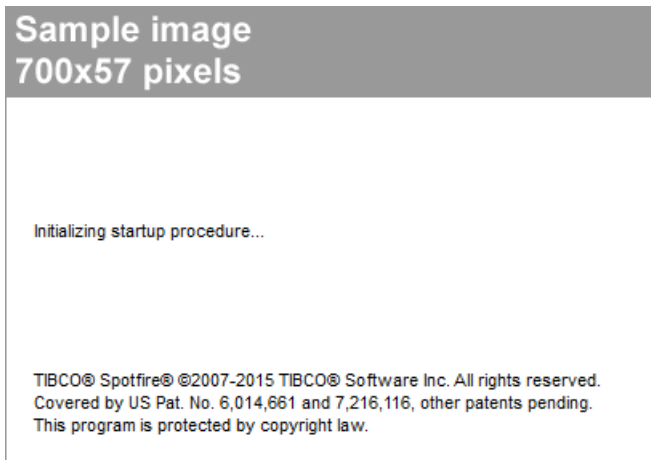 Sample image
700x57 pixels
Initializing startup procedure...
TIBCO® Spotfire® ©2007-2015 TIBCO® Software Inc. All rights reserved.
Covered by US Pat. No. 6,014,661 and 7,216,116, other patents pending.
This program is protected by copyright law.